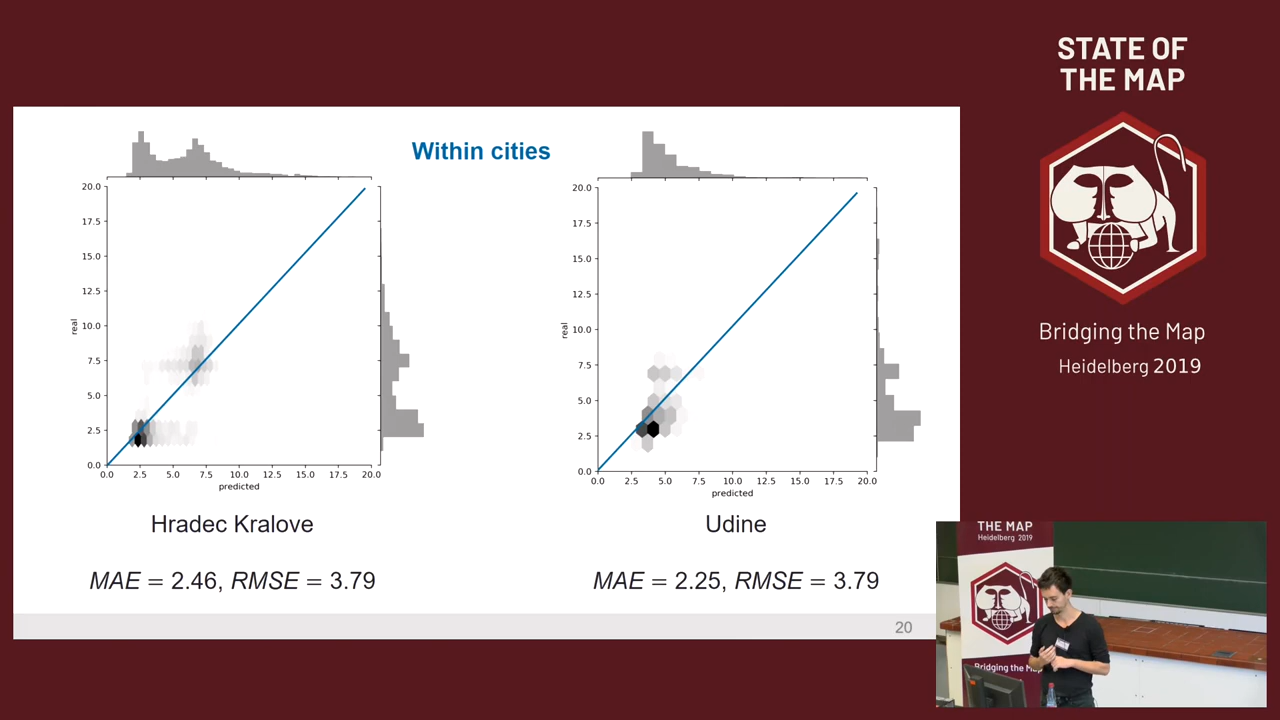 STATE OF
THE MAP
Bridging the Map
Heidelberg 2019
Within cities
20.0
17.5
15.0
12.5
10.0
7.5
5.0
2.5
0.0
real
0.0 2.5 5.0 7.5 10.0 12.5 15.0 17.5 20.0
predicted
Hradec Kralove
MAE = 2.46, RMSE = 3.79
20.0
17.5
15.0
12.5
10.0
7.5
5.0
2.5
0.0
real
0.0 2.5 5.0 7.5 10.0 12.5 15.0 17.5 20.0
predicted
Udine
MAE = 2.25, RMSE = 3.79
20
THE MAP
Heidelberg 2019
Bridging the Map